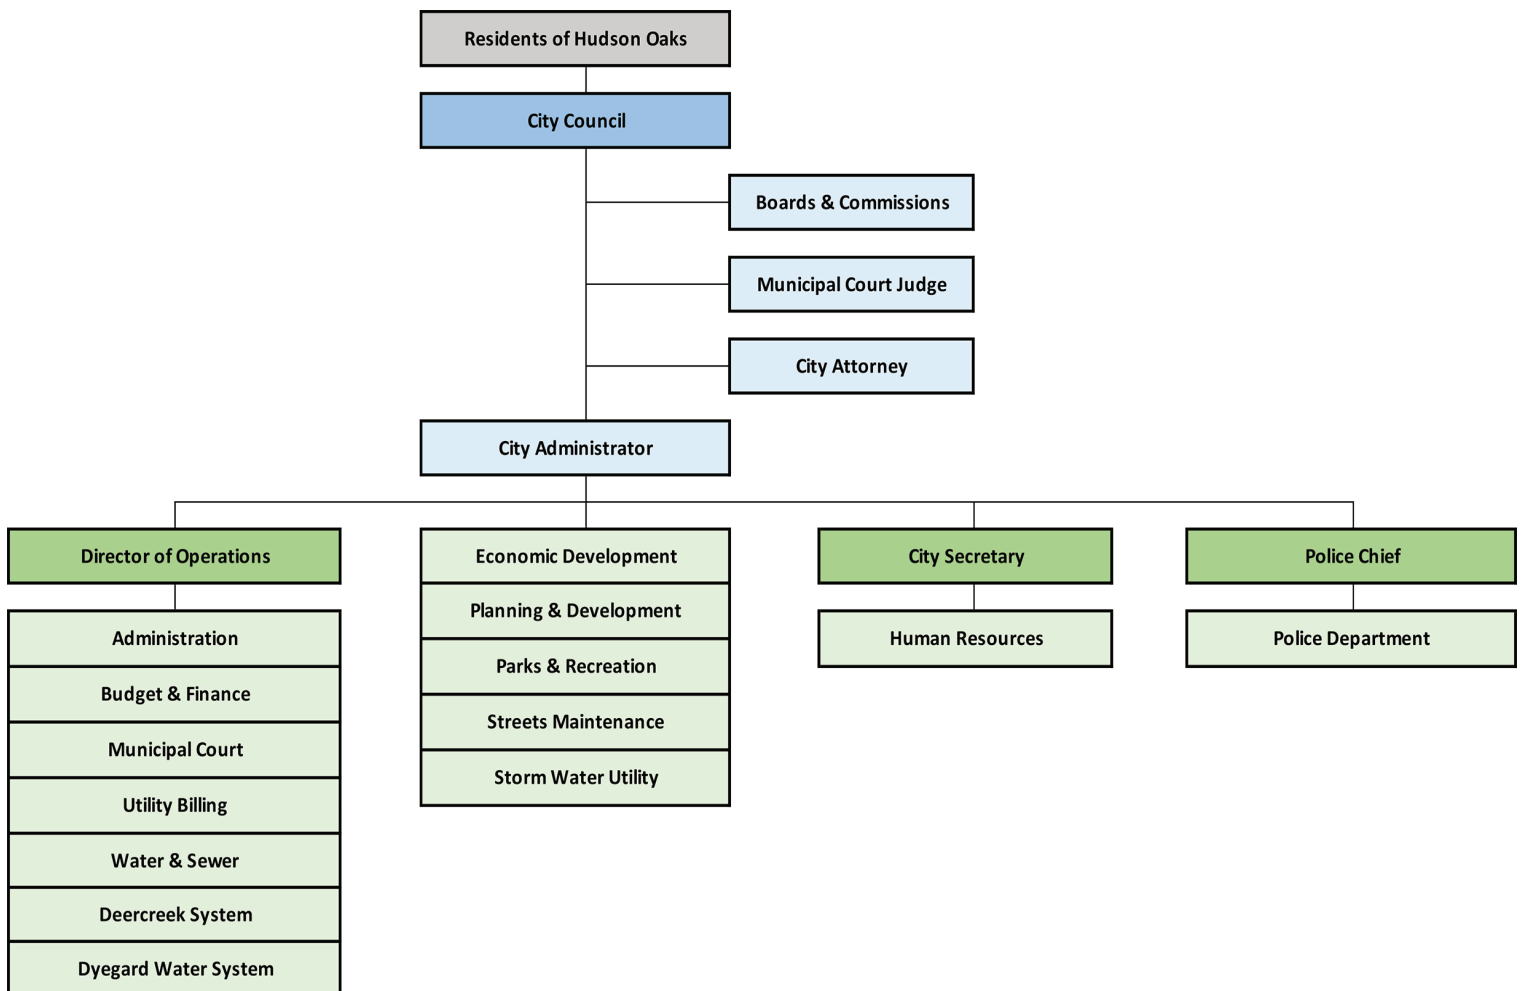 Residents of Hudson Oaks
City Council
Boards & Commissions
Municipal Court Judge
City Attorney
City Administrator
Director of Operations
Administration
Budget & Finance
Municipal Court
Utility Billing
Water & Sewer
Deercreek System
Dyegard Water System
Economic Development
Planning & Development
Parks & Recreation
Streets Maintenance
Storm Water Utility
City Secretary
Human Resources
Police Chief
Police Department